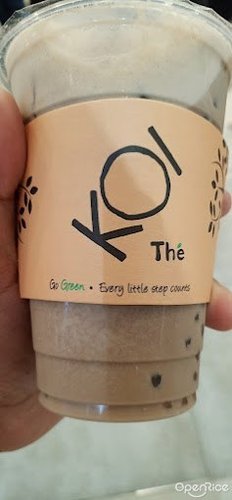 KOI
Thé
Go Green • Every little step counts
OpenRice